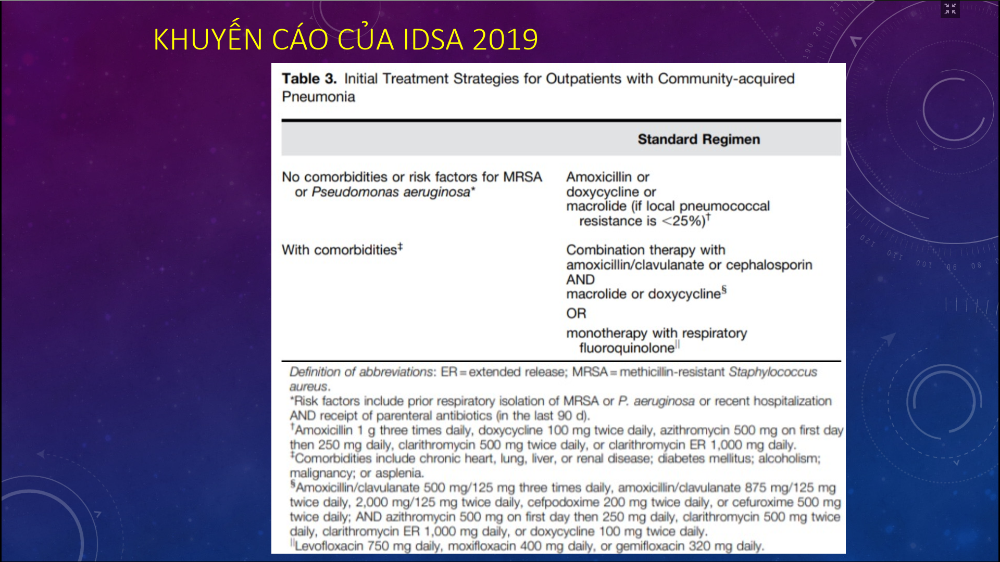 KHUYẾN CÁO CỦA IDSA 2019
Table 3. Initial Treatment Strategies for Outpatients with Community-acquired
Pneumonia
Standard Regimen
No comorbidities or risk factors for MRSA
or Pseudomonas aeruginosa*
Amoxicillin or
doxycycline or
macrolide (if local pneumococcal
resistance is <25%)†
With comorbidities‡
Combination therapy with
amoxicillin/clavulanate or cephalosporin
AND
macrolide or doxycycline§
OR
monotherapy with respiratory
fluoroquinolone||
Definition of abbreviations: ER = extended release; MRSA = methicillin-resistant Staphylococcus
aureus.
*Risk factors include prior respiratory isolation of MRSA or P. aeruginosa or recent hospitalization
AND receipt of parenteral antibiotics (in the last 90 d).
†Amoxicillin 1 g three times daily, doxycycline 100 mg twice daily, azithromycin 500 mg on first day
then 250 mg daily, clarithromycin 500 mg twice daily, or clarithromycin ER 1,000 mg daily.
‡Comorbidities include chronic heart, lung, liver, or renal disease; diabetes mellitus; alcoholism;
malignancy; or asplenia.
§Amoxicillin/clavulanate 500 mg/125 mg three times daily, amoxicillin/clavulanate 875 mg/125 mg
twice daily, 2,000 mg/125 mg twice daily, cefpodoxime 200 mg twice daily, or cefuroxime 500 mg
twice daily; AND azithromycin 500 mg on first day then 250 mg daily, clarithromycin 500 mg twice
daily, clarithromycin ER 1,000 mg daily, or doxycycline 100 mg twice daily.
||Levofloxacin 750 mg daily, moxifloxacin 400 mg daily, or gemifloxacin 320 mg daily.
190 200
120
110
100
90
80